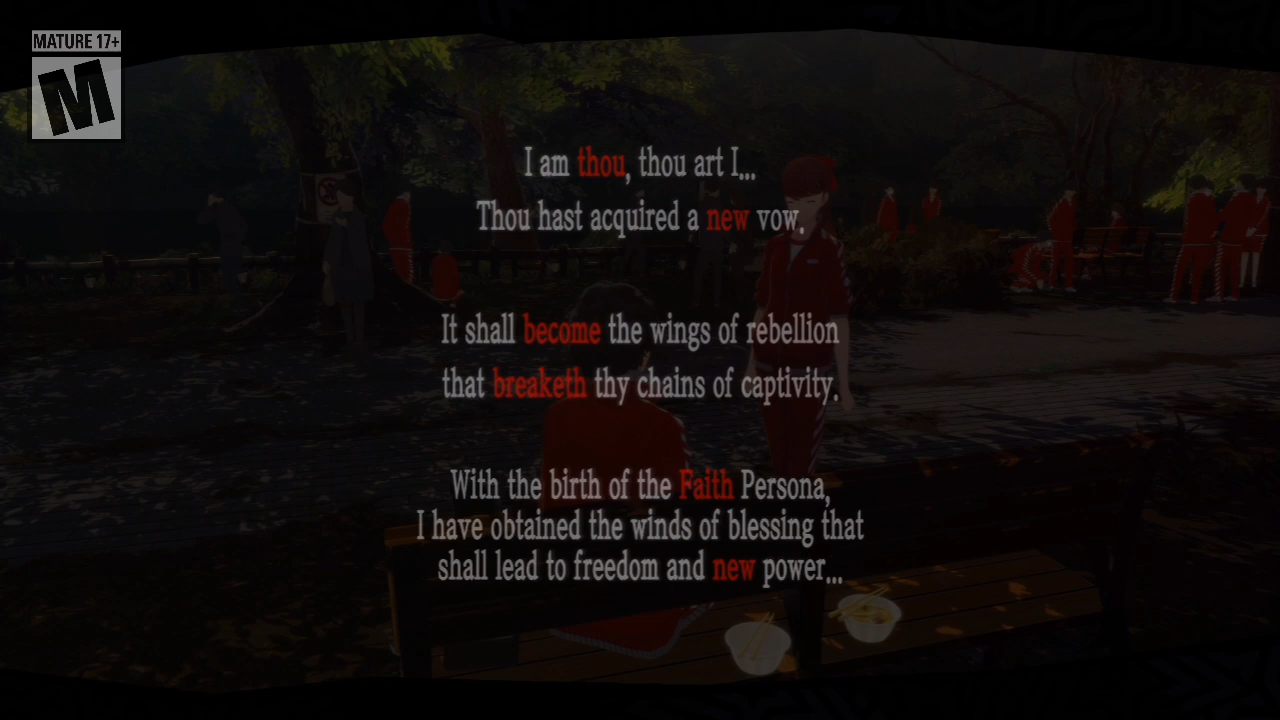 MATURE 17+
M
I am thou, thou art I...
Thou hast acquired a new vow.
It shall become the wings of rebellion
that breaketh thy chains of captivity.
With the birth of the Faith Persona,
I have obtained the winds of blessing that
shall lead to freedom and new power...